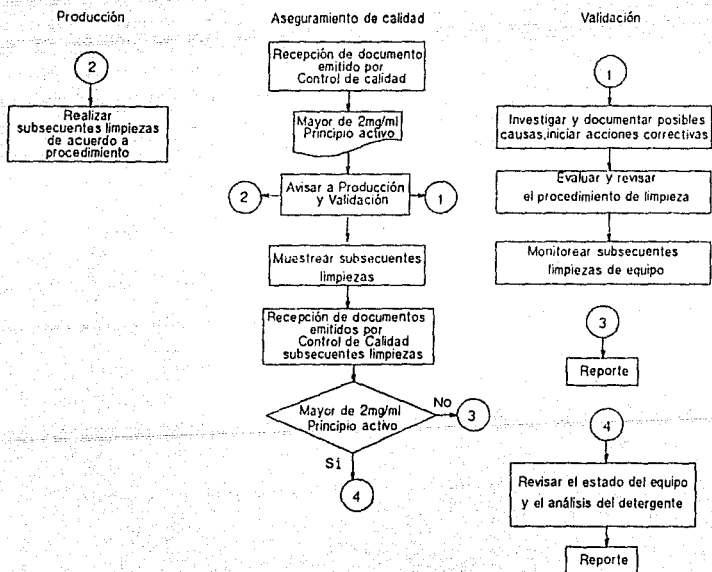 Producción
2
Realizar
subsecuentes limpiezas
de acuerdo a
procedimiento
Aseguramiento de calidad
Recepción de documento
emitido por
Control de calidad
Mayor de 2mg/ml
Principio activo
2
Avisar a Producción
y Validación
1
Muestrear subsecuentes
limpiezas
Recepción de documentos
emitidos por
Control de Calidad
subsecuentes limpiezas
Mayor de 2mg/ml
Principio activo
No
3
Si
4
Validación
1
Investigar y documentar posibles
causas,iniciar acciones correctivas
Evaluar y revisar
el procedimiento de limpieza
Monitorear subsecuentes
limpiezas de equipo
3
Reporte
4
Revisar el estado del equipo
y el análisis del detergente
Reporte